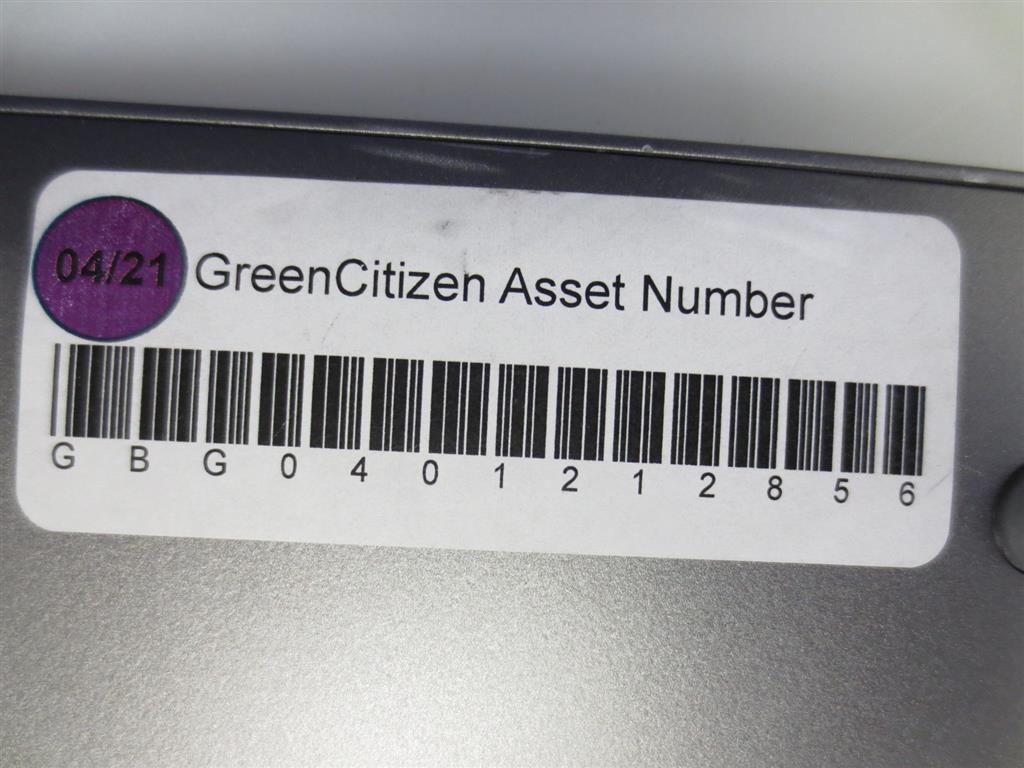 04/21 GreenCitizen Asset Number
G B G 0 4 0 1 2 1 2 8 5 6